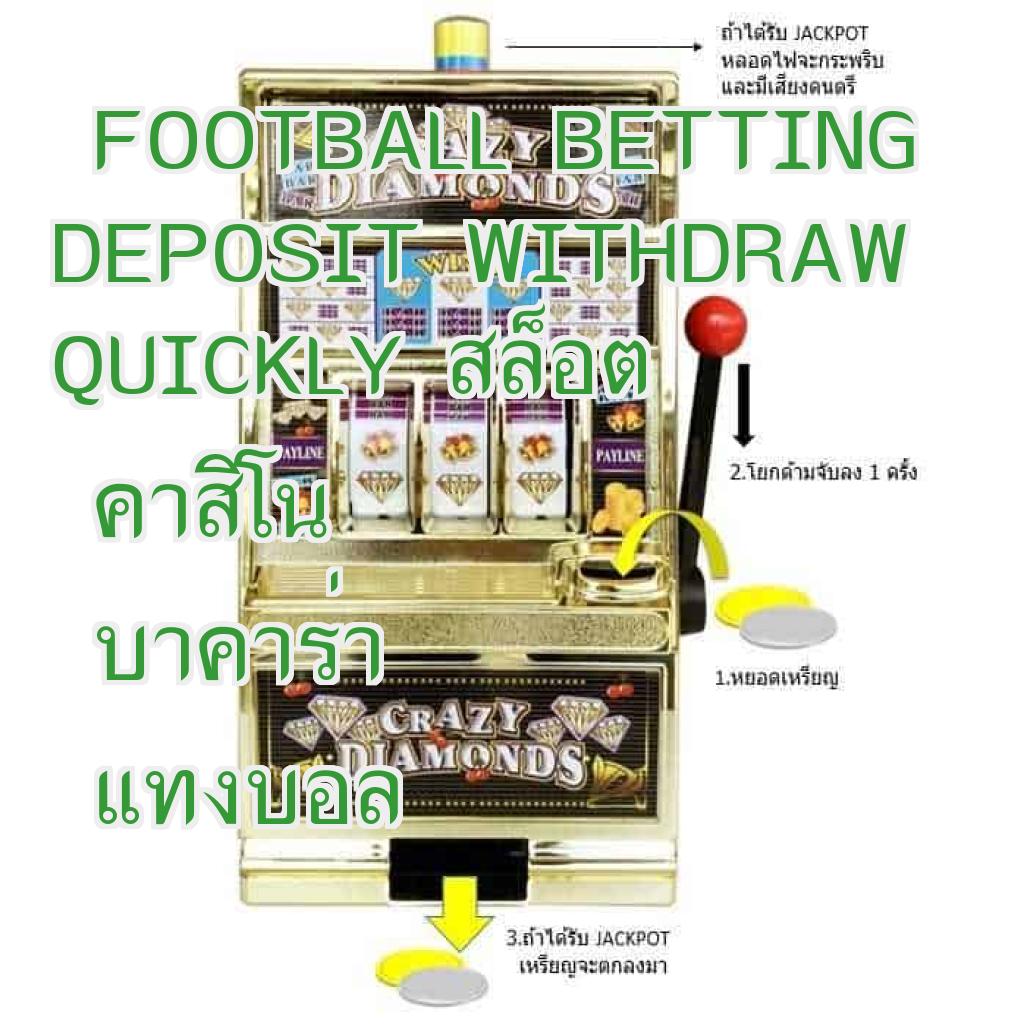 ถ้าได้รับ JACKPOT
หลอดไฟจะกระพริบ
และมีเสียงดนตรี
FOOTBALL BETTING
DEPOSIT WITHDRAW
QUICKLY สล็อต
คาสิโน
บาคาร่า
แทงบอล
CRAZY
DIAMONDS
PAYLINE
PAYLINE
2.โยกด้ามจับลง 1 ครั้ง
1.หยอดเหรียญ
CRAZY
DIAMONDS
3.ถ้าได้รับ JACKPOT
เหรียญจะตกลงมา